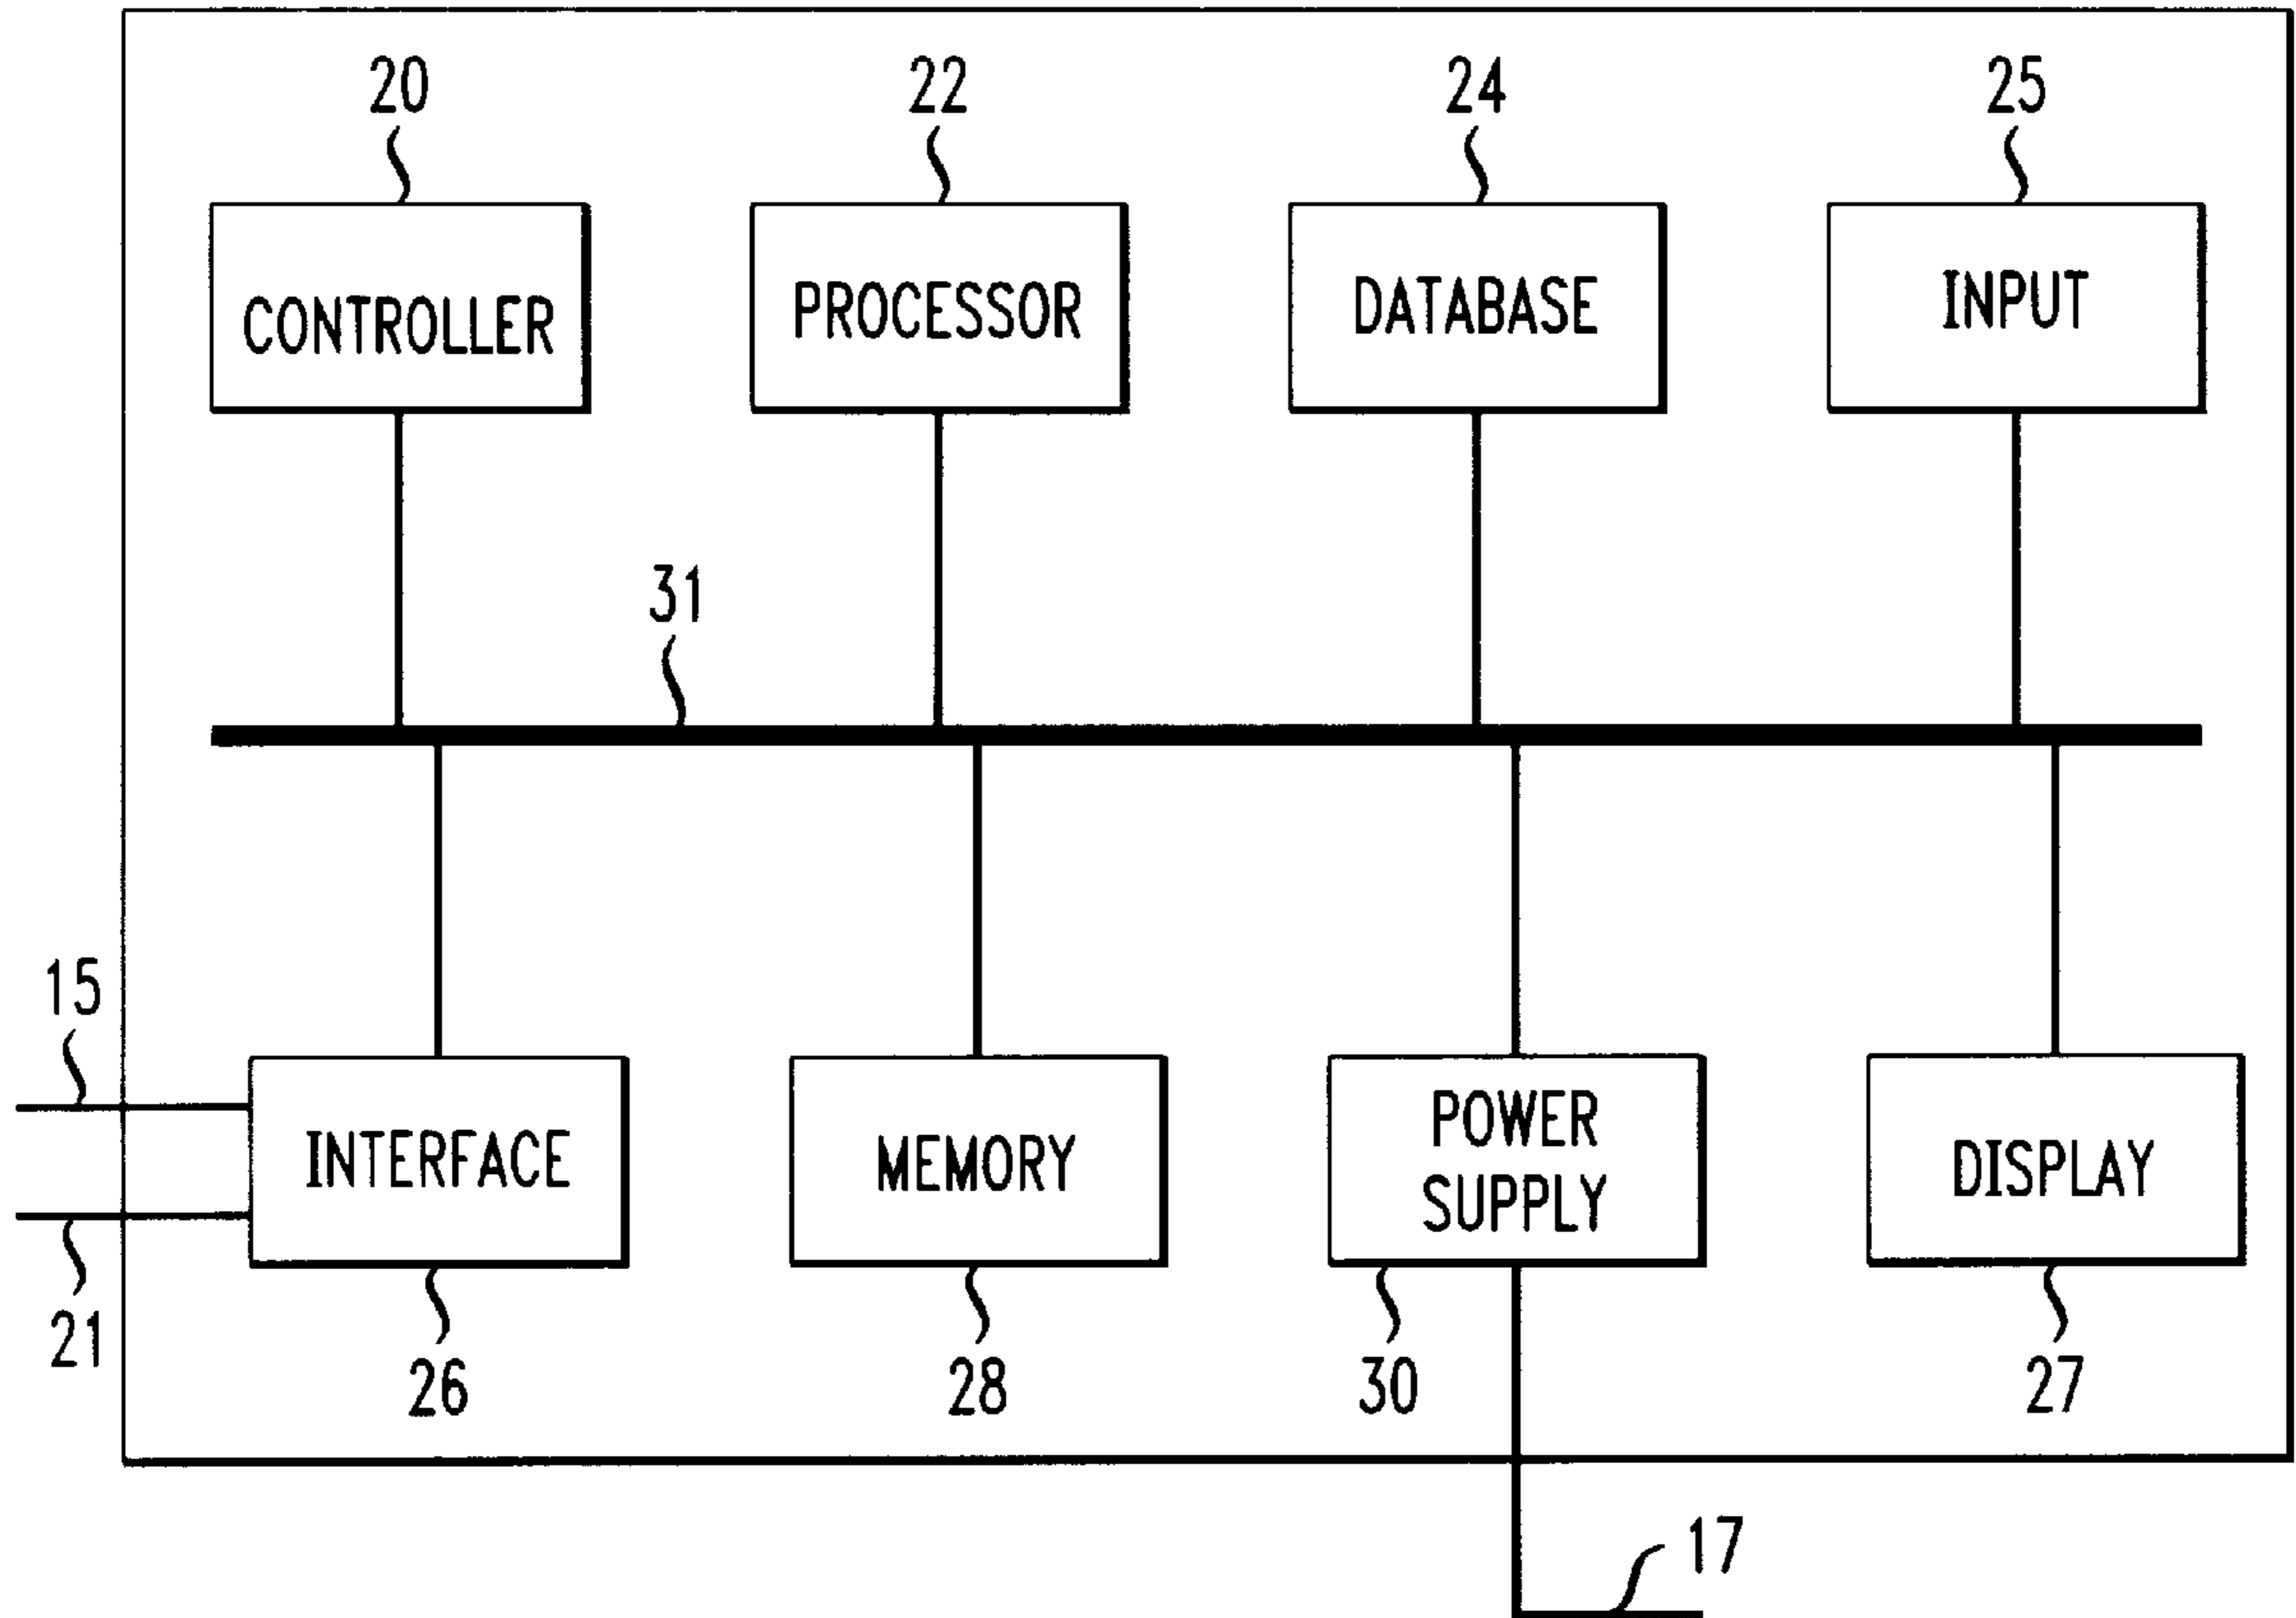 20
22
24
25
CONTROLLER
PROCESSOR
DATABASE
INPUT
31
15
INTERFACE
MEMORY
POWER
SUPPLY
DISPLAY
21
26
28
30
27
17